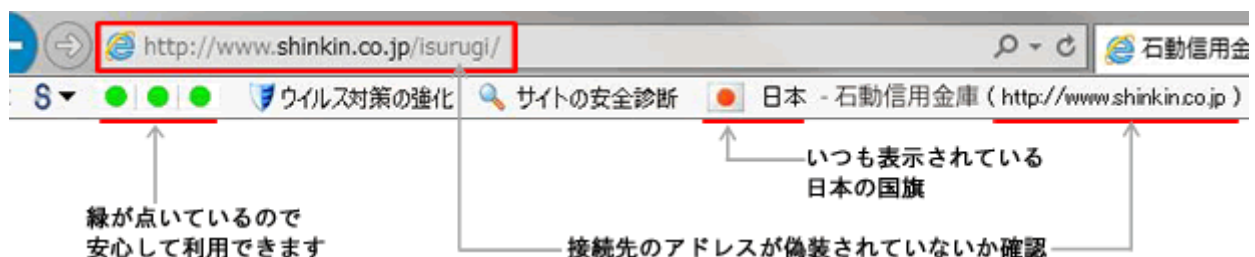 http://www.shinkin.co.jp/isurugi/ 石動信用金
S ウイルス対策の強化 サイトの安全診断 日本 - 石動信用金庫 ( http://www.shinkin.co.jp )
いつも表示されている
日本の国旗
緑が点いているので
安心して利用できます
接続先のアドレスが偽装されていないか確認